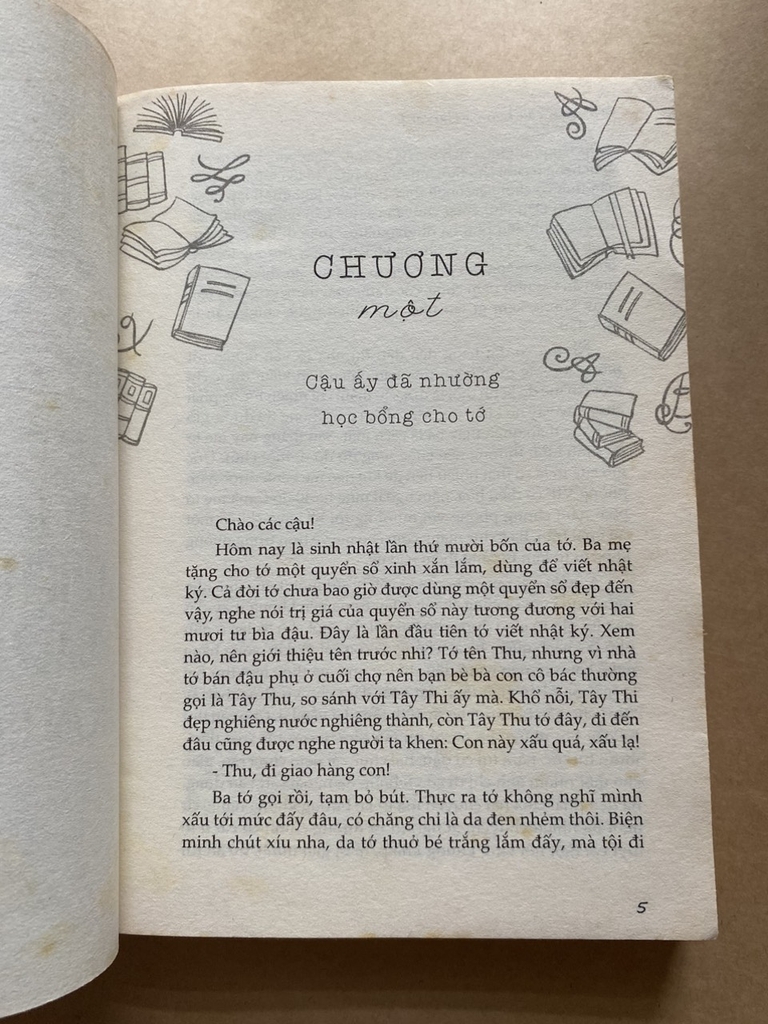 CHƯƠNG
một
Cậu ấy đã nhường
học bổng cho tớ
Chào các cậu!
Hôm nay là sinh nhật lần thứ mười bốn của tớ. Ba mẹ
tặng cho tớ một quyển sổ xinh xắn lắm, dùng để viết nhật
ký. Cả đời tớ chưa bao giờ được dùng một quyển sổ đẹp đến
vậy, nghe nói trị giá của quyển sổ này tương đương với hai
mươi tư bìa đậu. Đây là lần đầu tiên tớ viết nhật ký. Xem
nào, nên giới thiệu tên trước nhỉ? Tớ tên Thu, nhưng vì nhà
tớ bán đậu phụ ở cuối chợ nên bạn bè bà con cô bác thường
gọi là Tây Thu, so sánh với Tây Thi ấy mà. Khổ nỗi, Tây Thi
đẹp nghiêng nước nghiêng thành, còn Tây Thu tớ đây, đi đến
đâu cũng được nghe người ta khen: Con này xấu quá, xấu lạ!
- Thu, đi giao hàng con!
Ba tớ gọi rồi, tạm bỏ bút. Thực ra tớ không nghĩ mình
xấu tới mức đấy đâu, có chăng chỉ là da đen nhẻm thôi. Biện
minh chút xíu nha, da tớ thuở bé trắng lắm đấy, mà tội đi
5